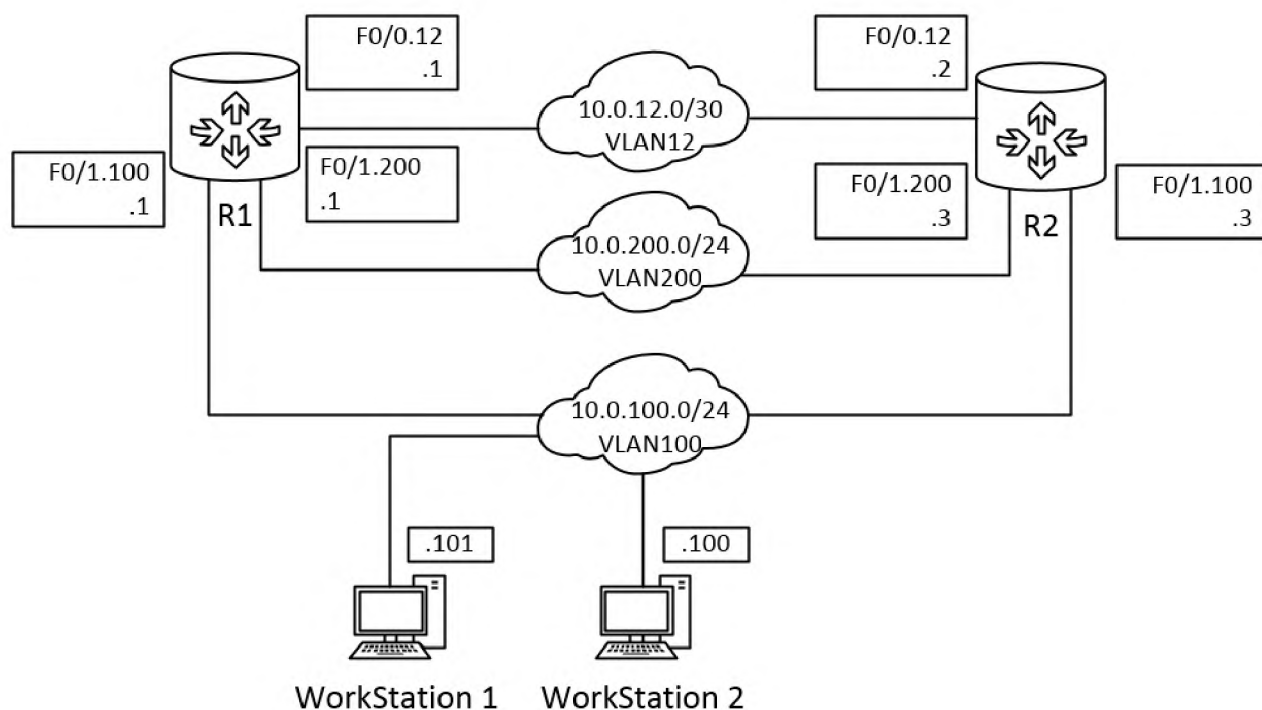 F0/0.12
.1
F0/0.12
.2
10.0.12.0/30
VLAN12
F0/1.100
.1
F0/1.200
.1
F0/1.200
.3
F0/1.100
.3
R1
R2
10.0.200.0/24
VLAN200
10.0.100.0/24
VLAN100
.101
.100
WorkStation 1
WorkStation 2